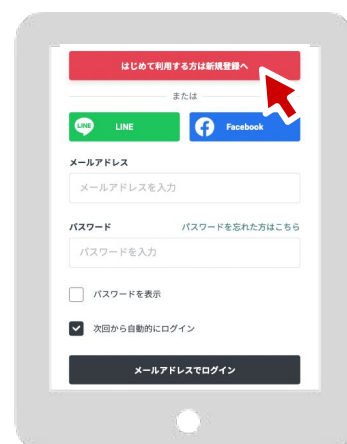 はじめて利用する方は新規登録へ
または
LINE LINE
Facebook
メールアドレス
メールアドレスを入力
パスワード パスワードを忘れた方はこちら
パスワードを入力
パスワードを表示
次回から自動的にログイン
メールアドレスでログイン